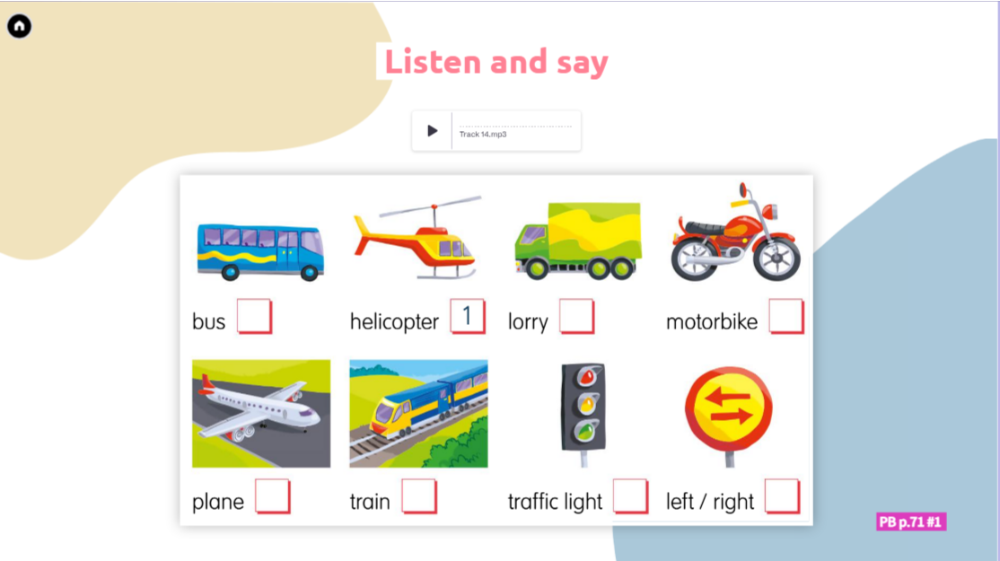 Listen and say
Track 14.mp3
bus
helicopter 1
lorry
motorbike
plane
train
traffic light
left / right
PB p.71 #1